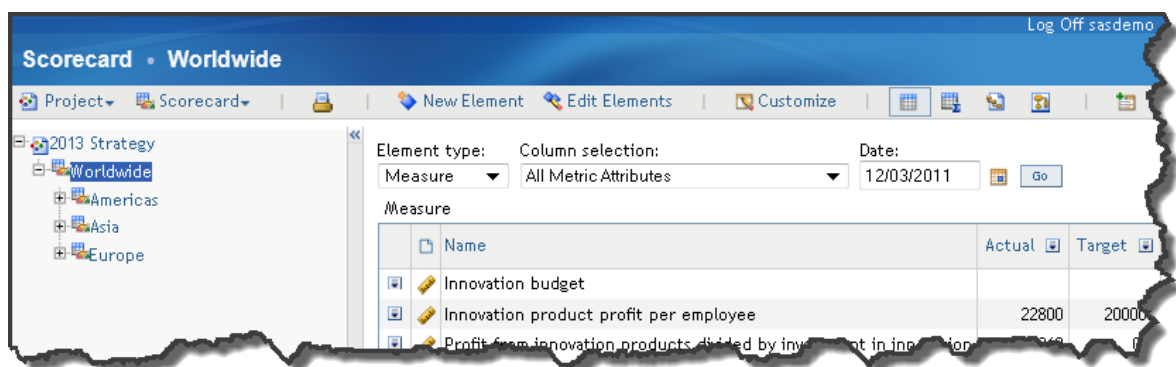 Log Off sasdemo
Scorecard • Worldwide
Project Scorecard New Element Edit Elements Customize
2013 Strategy
Worldwide
Americas
Asia
Europe
Element type: Column selection: Date:
Measure All Metric Attributes 12/03/2011 Go
Measure
Name Actual Target
Innovation budget
Innovation product profit per employee 22800 20000
Profit from innovation products divided by